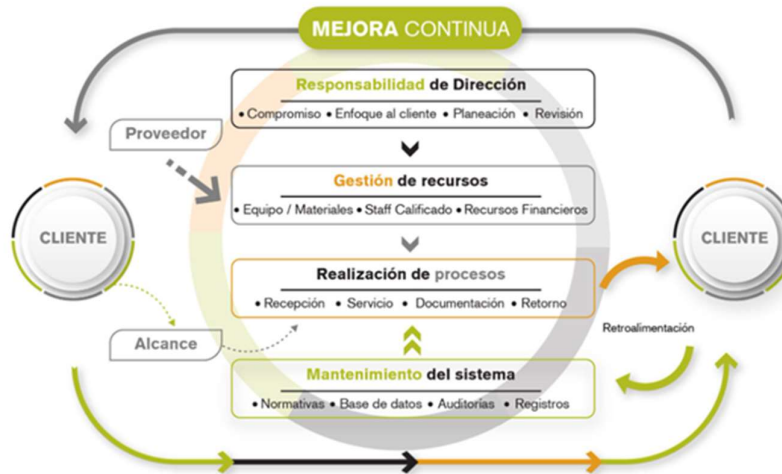 MEJORA CONTINUA
Responsabilidad de Dirección
• Compromiso • Enfoque al cliente • Planeación • Revisión
Proveedor
Gestión de recursos
• Equipo / Materiales • Staff Calificado • Recursos Financieros
CLIENTE
CLIENTE
Realización de procesos
• Recepción • Servicio • Documentación • Retorno
Retroalimentación
Alcance
Mantenimiento del sistema
• Normativas • Base de datos • Auditorías • Registros